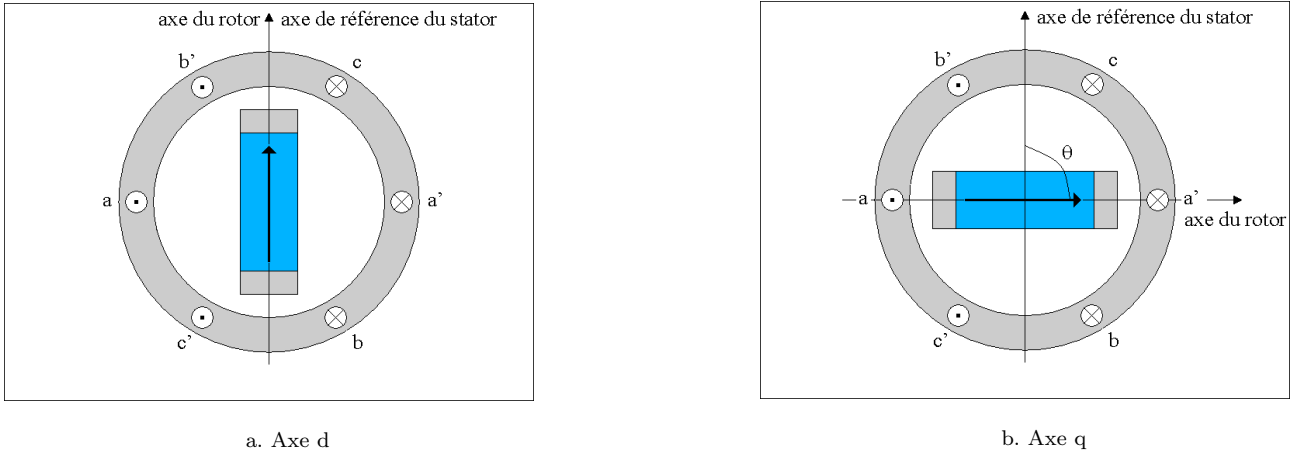 axe du rotor
axe de référence du stator
b'
c
a
a'
c'
b
a. Axe d
axe de référence du stator
b'
c
θ
a
a'
axe du rotor
c'
b
b. Axe q